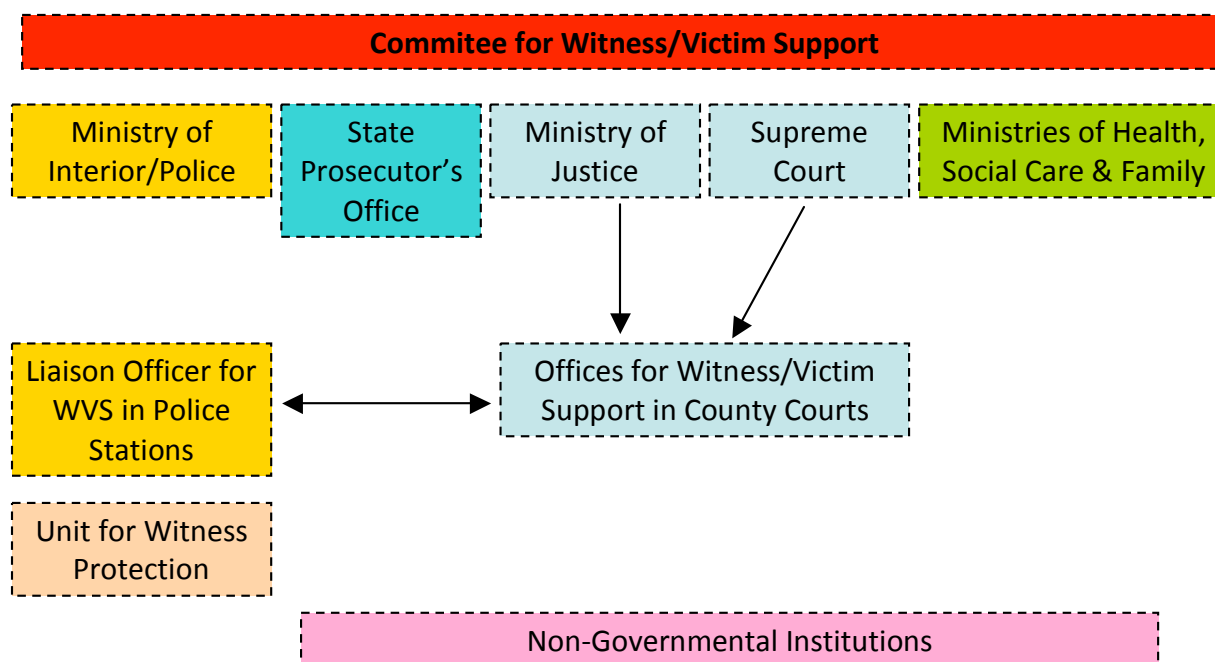 Commitee for Witness/Victim Support
Ministry of
Interior/Police
State
Prosecutor’s
Office
Ministry of
Justice
Supreme
Court
Ministries of Health,
Social Care & Family
Liaison Officer for
WVS in Police
Stations
Offices for Witness/Victim
Support in County Courts
Unit for Witness
Protection
Non-Governmental Institutions